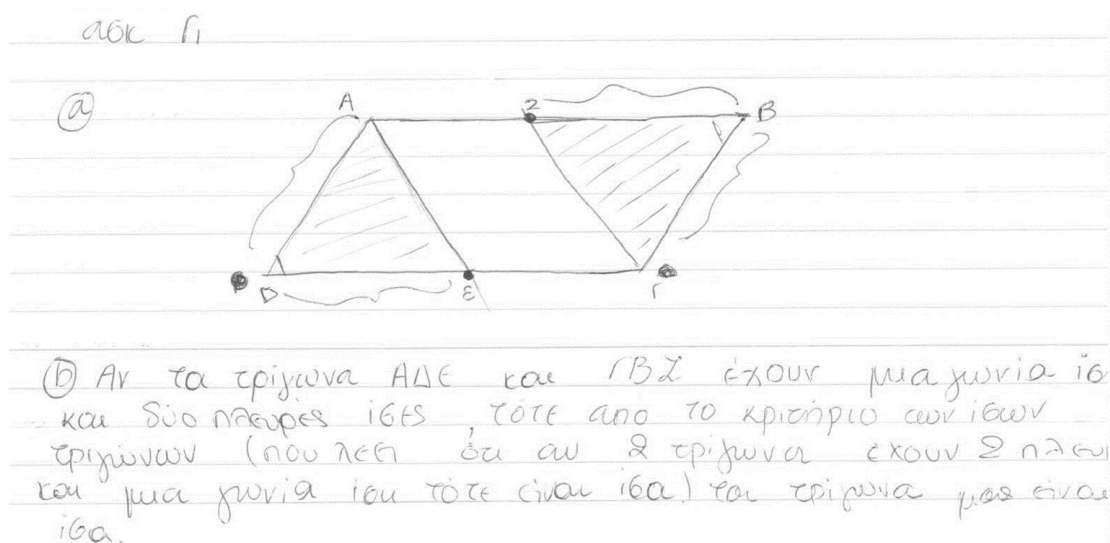 ασκ Γ1
ⓐ
A Z B
D ε Γ
ⓑ Αν τα τρίγωνα ΑΔΕ και ΓΒΖ έχουν μια γωνία ίσ
και δύο πλευρές ίσες, τότε απο το κριτήριο των ίσων
τριγώνων (που λεει ότι αν 2 τρίγωνα έχουν 2 πλευ
και μια γωνία ίση τότε είναι ίσα) τα τρίγωνα μας είναι
ίσα.